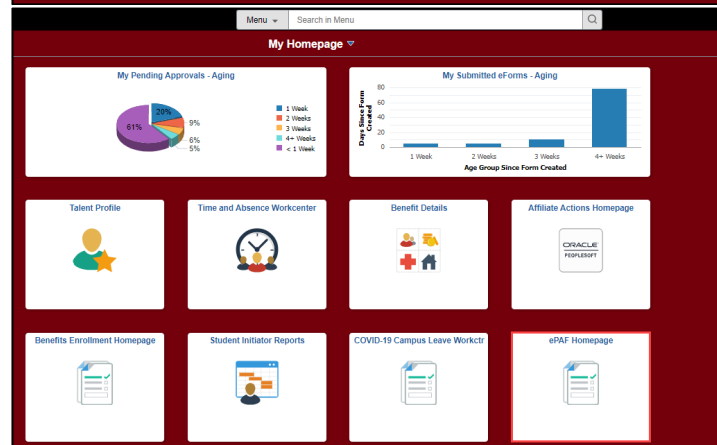 Menu
Search in Menu
My Homepage
My Pending Approvals - Aging
20%
9%
6%
5%
61%
1 Week
2 Weeks
3 Weeks
4+ Weeks
< 1 Week
My Submitted eForms - Aging
Days Since Form
Created
80
60
40
20
0
1 Week
2 Weeks
3 Weeks
4+ Weeks
Age Group Since Form Created
Talent Profile
Time and Absence Workcenter
Benefit Details
Affiliate Actions Homepage
ORACLE
PEOPLESOFT
Benefits Enrollment Homepage
Student Initiator Reports
COVID-19 Campus Leave Workctr
ePAF Homepage